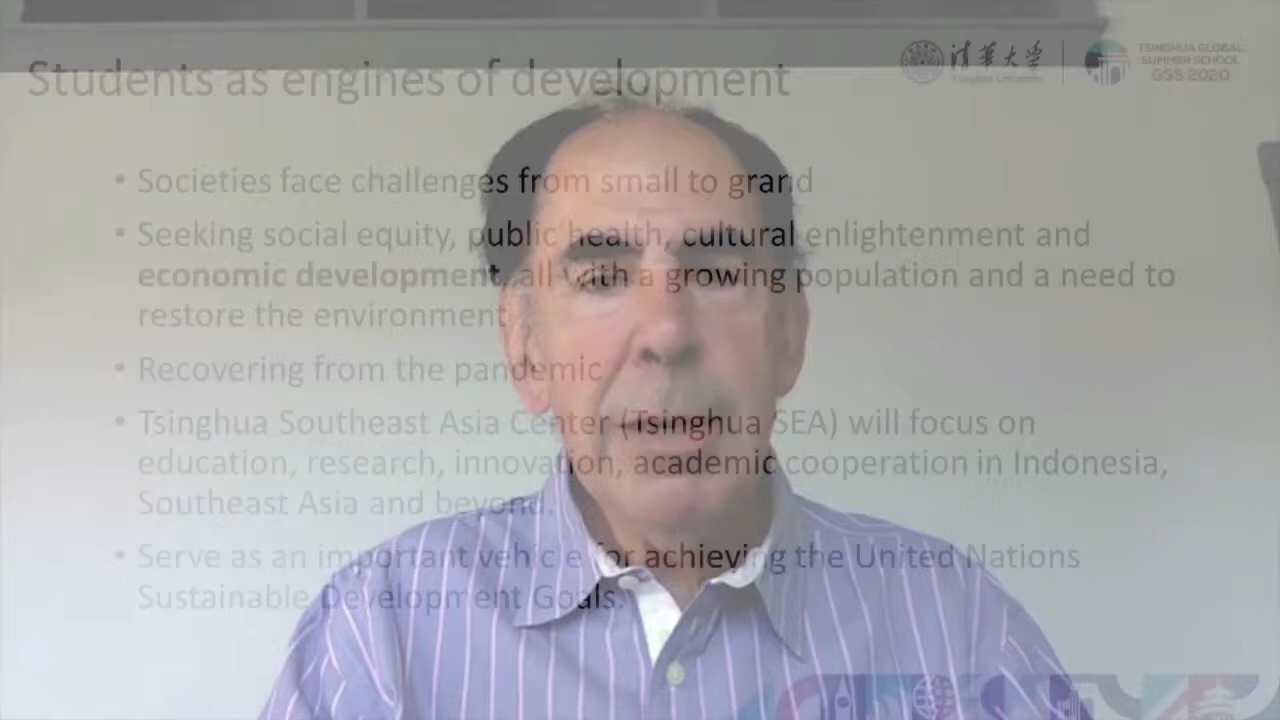 Students as engines of development
清华大学
TSINGHUA GLOBAL
SUMMER SCHOOL
GSS 2020
• Societies face challenges from small to grand
• Seeking social equity, public health, cultural enlightenment and
economic development, all with a growing population and a need to
restore the environment
• Recovering from the pandemic
• Tsinghua Southeast Asia Center (Tsinghua SEA) will focus on
education, research, innovation, academic cooperation in Indonesia,
Southeast Asia and beyond.
• Serve as an important vehicle for achieving the United Nations
Sustainable Development Goals.